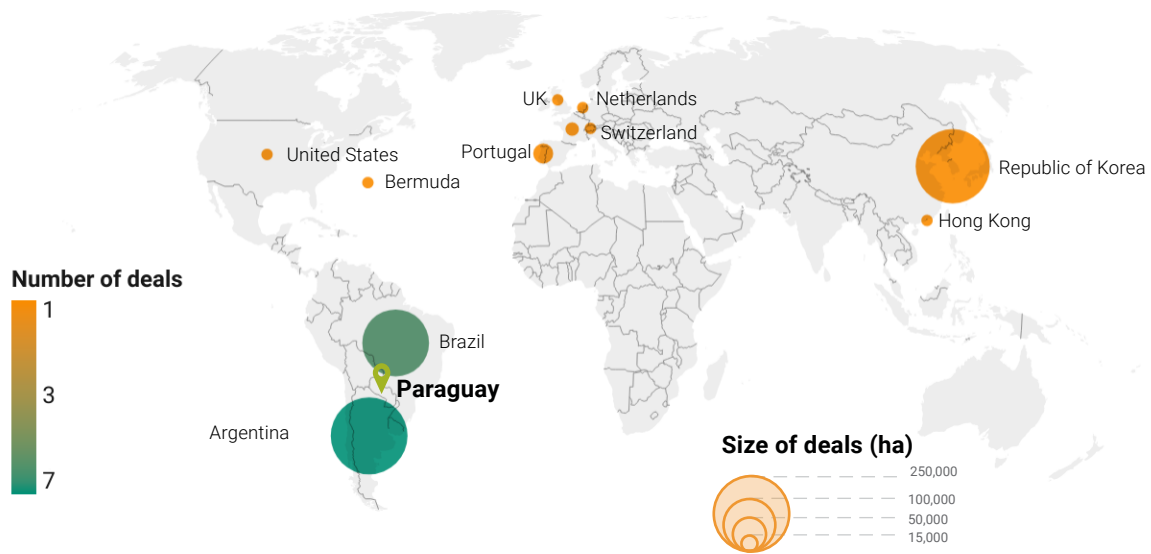 UK
Netherlands
Switzerland
Portugal
United States
Bermuda
Republic of Korea
Hong Kong
Number of deals
1
3
7
Brazil
Paraguay
Argentina
Size of deals (ha)
250,000
100,000
50,000
15,000